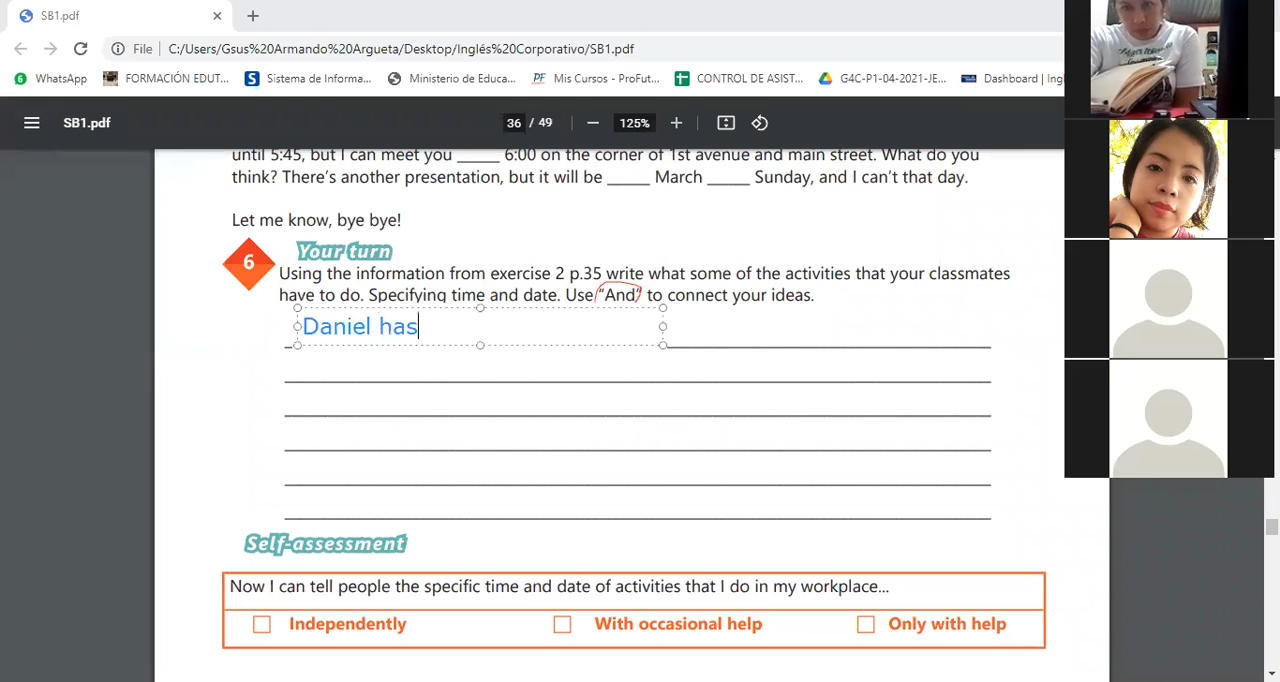 SB1.pdf
File
C:/Users/Gsus%20Armando%20Argueta/Desktop/Inglés%20Corporativo/SB1.pdf
WhatsApp
FORMACIÓN EDUT...
Sistema de Informa...
Ministerio de Educa...
Mis Cursos - ProFut...
CONTROL DE ASIST...
G4C-P1-04-2021-JE...
Dashboard | Ingl
SB1.pdf
36 / 49
125%
until 5:45, but I can meet you _____ 6:00 on the corner of 1st avenue and main street. What do you
think? There's another presentation, but it will be _____ March _____ Sunday, and I can't that day.
Let me know, bye bye!
Your turn
6
Using the information from exercise 2 p.35 write what some of the activities that your classmates
have to do. Specifying time and date. Use "And" to connect your ideas.
Daniel has
Self-assessment
Now I can tell people the specific time and date of activities that I do in my workplace...
Independently
With occasional help
Only with help